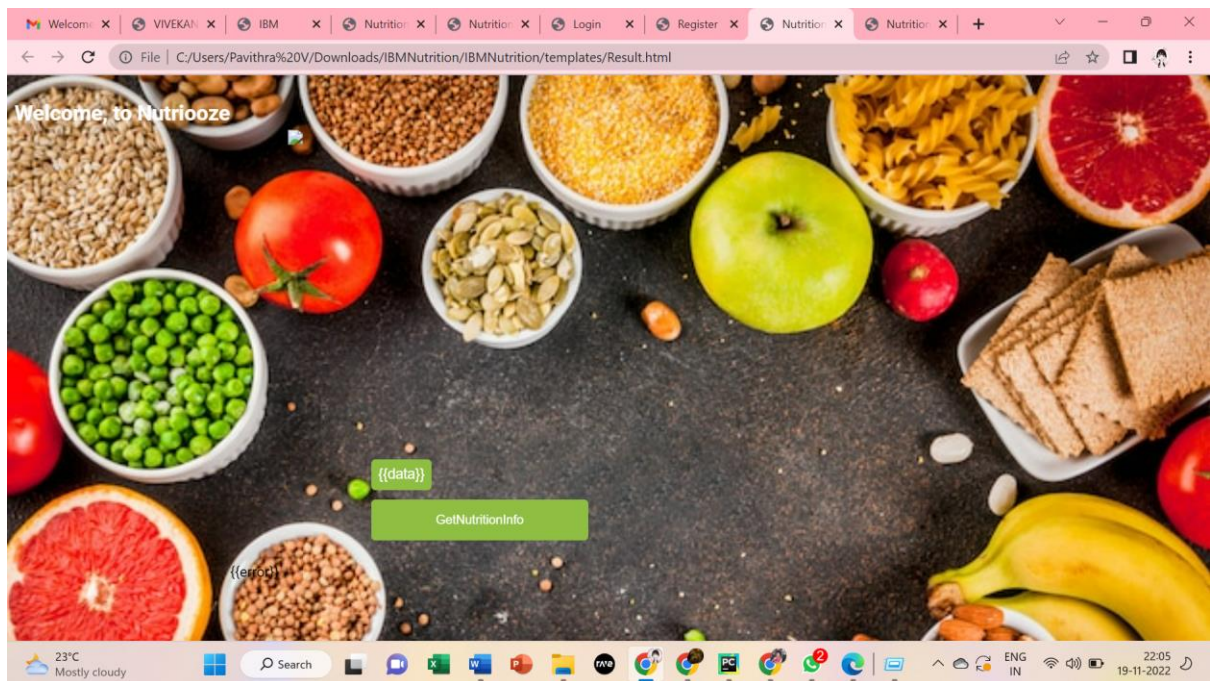 Welcome
VIVEKAN
IBM
Nutrition
Nutrition
Login
Register
Nutrition
Nutrition
File | C:/Users/Pavithra%20V/Downloads/IBMNutrition/IBMNutrition/templates/Result.html
Welcome, to Nutriooze
{{data}}
GetNutritionInfo
{{error}}
23°C
Mostly cloudy
Search
2
ENG
IN
22:05
19-11-2022